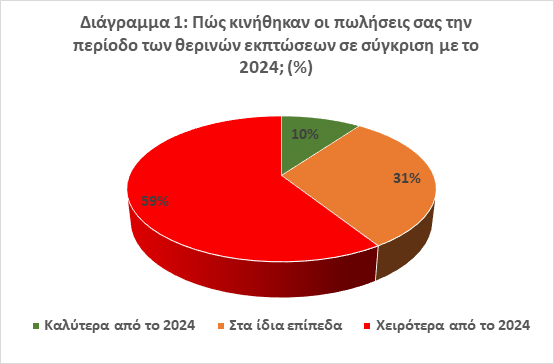 Διάγραμμα 1: Πώς κινήθηκαν οι πωλήσεις σας την
περίοδο των θερινών εκπτώσεων σε σύγκριση με το
2024; (%)
10%
31%
59%
Καλύτερα από το 2024 Στα ίδια επίπεδα Χειρότερα από το 2024